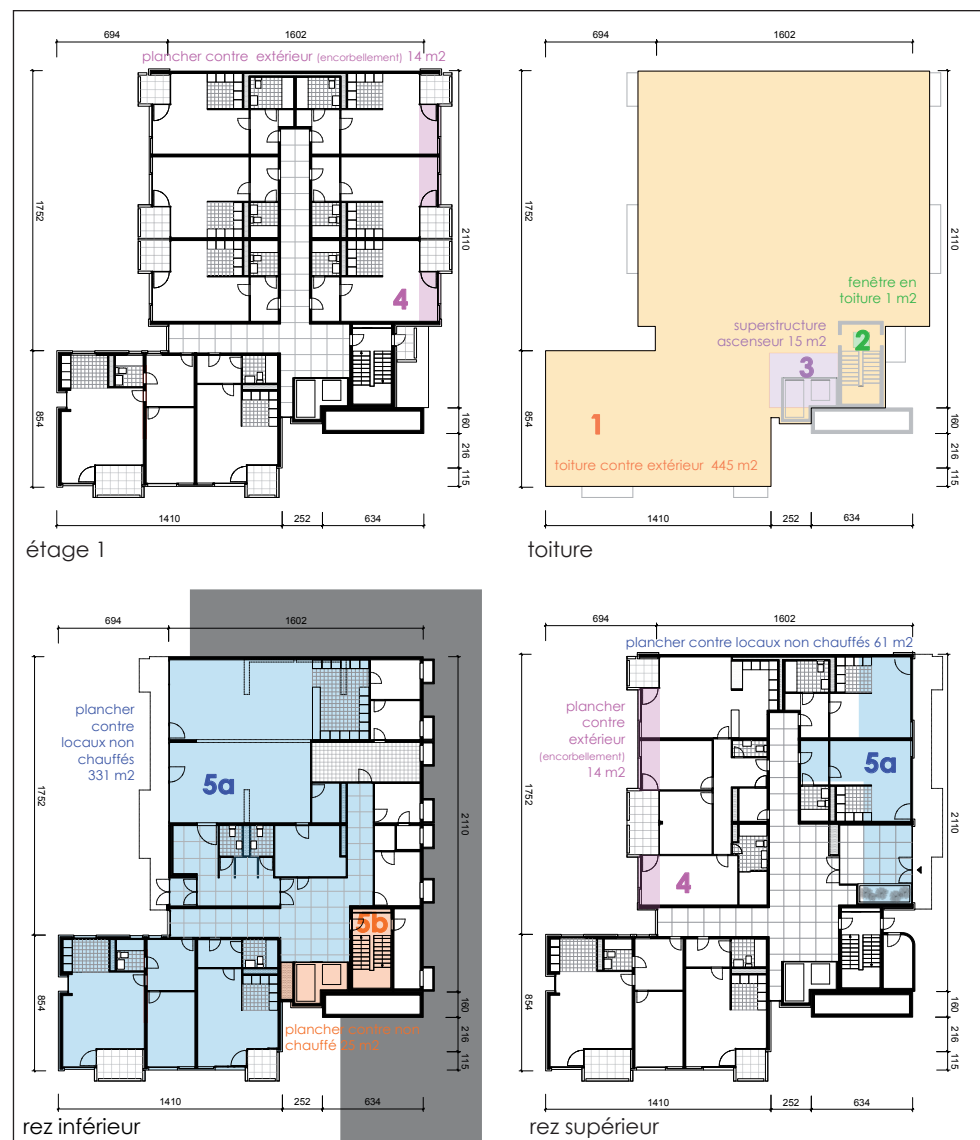 694
1602
plancher contre extérieur (encorbellement) 14 m2
1752
2110
4
854
160
216
115
1410
252
634
étage 1
694
1602
1752
2110
fenêtre en
toiture 1 m2
superstructure
ascenseur 15 m2
2
3
1
toiture contre extérieur 445 m2
854
160
216
115
1410
252
634
toiture
694
1602
plancher
contre
locaux non
chauffés
331 m2
5a
1752
2110
5b
854
160
216
115
plancher contre non
chauffé 25 m2
1410
252
634
rez inférieur
694
1602
plancher contre locaux non chauffés 61 m2
plancher
contre
extérieur
(encorbellement)
14 m2
5a
1752
2110
4
854
160
216
115
1410
252
634
rez supérieur